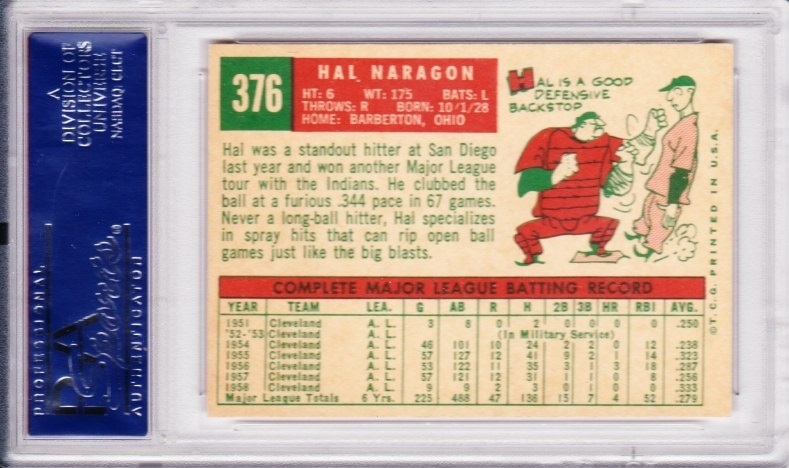 A
DIVISION OF
COLLECTORS
UNIVERSE
NASDAQ: CLCT
PROFESSIONAL
PSA
Sports
AUTHENTICATOR
376
HAL NARAGON
HT: 6 WT: 175 BATS: L
THROWS: R BORN: 10/1/28
HOME: BARBERTON, OHIO
Hal was a standout hitter at San Diego
last year and won another Major League
tour with the Indians. He clubbed the
ball at a furious .344 pace in 67 games.
Never a long-ball hitter, Hal specializes
in spray hits that can rip open ball
games just like the big blasts.
HAL IS A GOOD
DEFENSIVE
BACKSTOP
©T.C.G. PRINTED IN U.S.A.
COMPLETE MAJOR LEAGUE BATTING RECORD
YEAR TEAM LEA. G AB R H 2B 3B HR RBI AVG.
1951 Cleveland A. L. 3 8 0 2 0 0 0 0 .250
'52-'53 Cleveland A. L. (In Military Service)
1954 Cleveland A. L. 46 101 10 24 2 2 0 12 .238
1955 Cleveland A. L. 57 127 12 41 9 2 1 14 .323
1956 Cleveland A. L. 53 122 11 35 3 1 3 18 .287
1957 Cleveland A. L. 57 121 12 31 1 1 0 8 .256
1958 Cleveland A. L. 9 9 2 3 0 0 0 0 .333
Major League Totals 6 Yrs. 225 488 47 136 15 7 4 52 .279